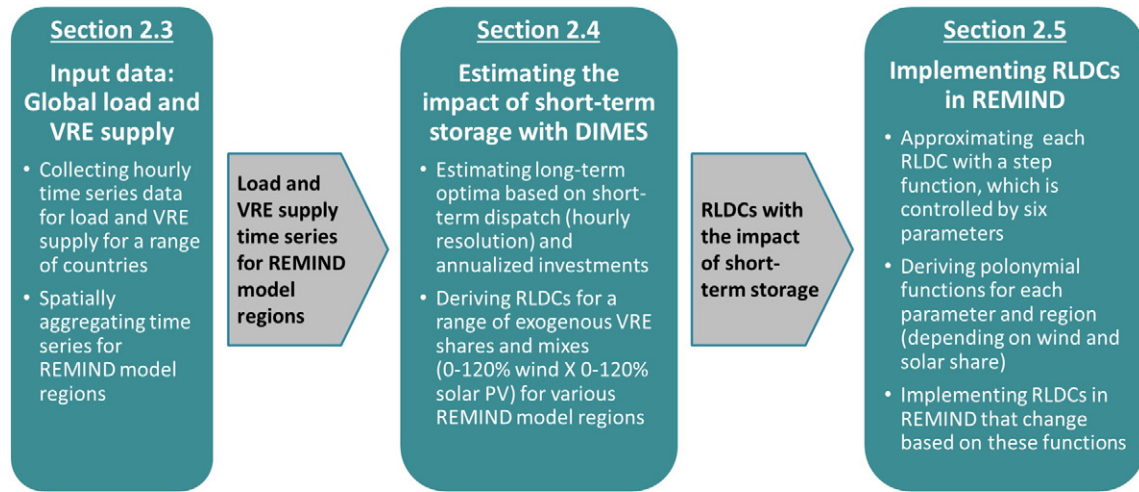 Section 2.3
Input data:
Global load and
VRE supply
• Collecting hourly
time series data
for load and VRE
supply for a range
of countries
• Spatially
aggregating time
series for
REMIND model
regions
Load and
VRE supply
time series
for REMIND
model
regions
Section 2.4
Estimating the
impact of short-term
storage with DIMES
• Estimating long-term
optima based on short-
term dispatch (hourly
resolution) and
annualized investments
• Deriving RLDCs for a
range of exogenous VRE
shares and mixes
(0-120% wind X 0-120%
solar PV) for various
REMIND model regions
RLDCs with
the impact
of short-
term storage
Section 2.5
Implementing RLDCs
in REMIND
• Approximating each
RLDC with a step
function, which is
controlled by six
parameters
• Deriving polonymial
functions for each
parameter and region
(depending on wind and
solar share)
• Implementing RLDCs in
REMIND that change
based on these functions